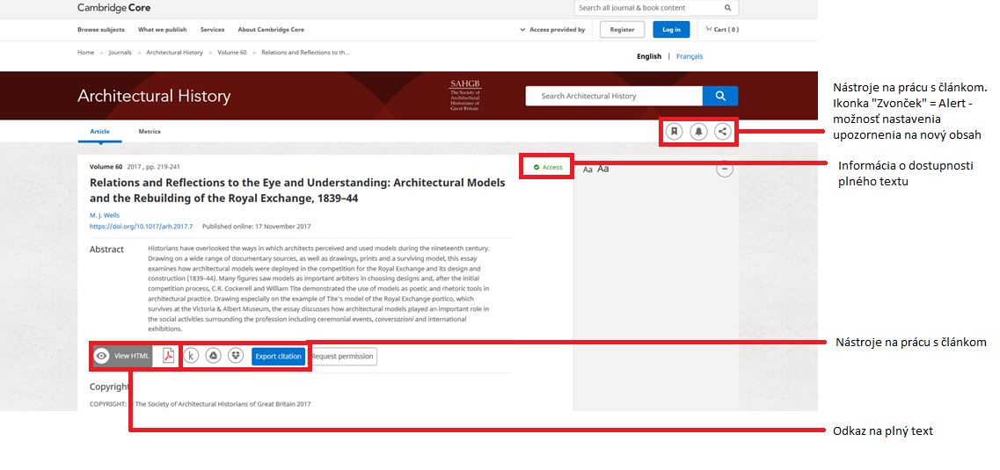 Cambridge Core
Search all journal & book content
Browse subjects What we publish Services About Cambridge Core Access provided by Register Log in Cart ( 0 )
Home > Journals > Architectural History > Volume 60 > Relations and Reflections to th...
English | Français
Architectural History
SAHGB
The Society of
Architectural
Historians of
Great Britain
Search Architectural History
Article Metrics
Volume 60 2017 , pp. 219-241
Access
Aa Aa
Relations and Reflections to the Eye and Understanding: Architectural Models
and the Rebuilding of the Royal Exchange, 1839–44
M. J. Wells
https://doi.org/10.1017/arh.2017.7 Published online: 17 November 2017
Abstract
Historians have overlooked the ways in which architects perceived and used models during the nineteenth century.
Drawing on a wide range of documentary sources, as well as drawings, prints and a surviving model, this essay
examines how architectural models were deployed in the competition for the Royal Exchange and its design and
construction (1839–44). Many figures saw models as important arbiters in choosing designs and, after the initial
competition process, C.R. Cockerell and William Tite demonstrated the use of models as poetic and rhetoric tools in
architectural practice. Drawing especially on the example of Tite's model of the Royal Exchange portico, which
survives at the Victoria & Albert Museum, the essay discusses how architectural models played an important role in
the social activities surrounding the profession including ceremonial events, conversazioni and international
exhibitions.
View HTML Export citation Request permission
Copyright
COPYRIGHT: © The Society of Architectural Historians of Great Britain 2017
Nástroje na prácu s článkom.
Ikonka "Zvonček" = Alert -
možnosť nastavenia
upozornenia na nový obsah
Informácia o dostupnosti
plného textu
Nástroje na prácu s článkom
Odkaz na plný text